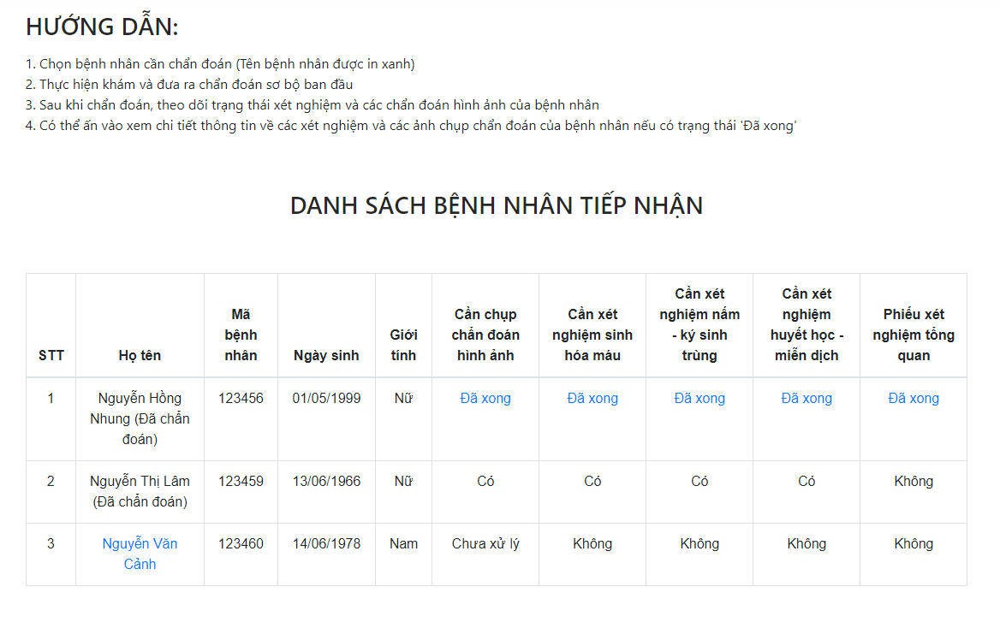 HƯỚNG DẪN:
1. Chọn bệnh nhân cần chẩn đoán (Tên bệnh nhân được in xanh)
2. Thực hiện khám và đưa ra chẩn đoán sơ bộ ban đầu
3. Sau khi chẩn đoán, theo dõi trạng thái xét nghiệm và các chẩn đoán hình ảnh của bệnh nhân
4. Có thể ấn vào xem chi tiết thông tin về các xét nghiệm và các ảnh chụp chẩn đoán của bệnh nhân nếu có trạng thái 'Đã xong'
DANH SÁCH BỆNH NHÂN TIẾP NHẬN
STT
Họ tên
Mã
bệnh
nhân
Ngày sinh
Giới
tính
Cần chụp
chẩn đoán
hình ảnh
Cần xét
nghiệm sinh
hóa máu
Cần xét
nghiệm nấm
- ký sinh
trùng
Cần xét
nghiệm
huyết học -
miễn dịch
Phiếu xét
nghiệm tổng
quan
1
Nguyễn Hồng
Nhung (Đã chẩn
đoán)
123456
01/05/1999
Nữ
Đã xong
Đã xong
Đã xong
Đã xong
Đã xong
2
Nguyễn Thị Lâm
(Đã chẩn đoán)
123459
13/06/1966
Nữ
Có
Có
Có
Có
Không
3
Nguyễn Văn
Cảnh
123460
14/06/1978
Nam
Chưa xử lý
Không
Không
Không
Không